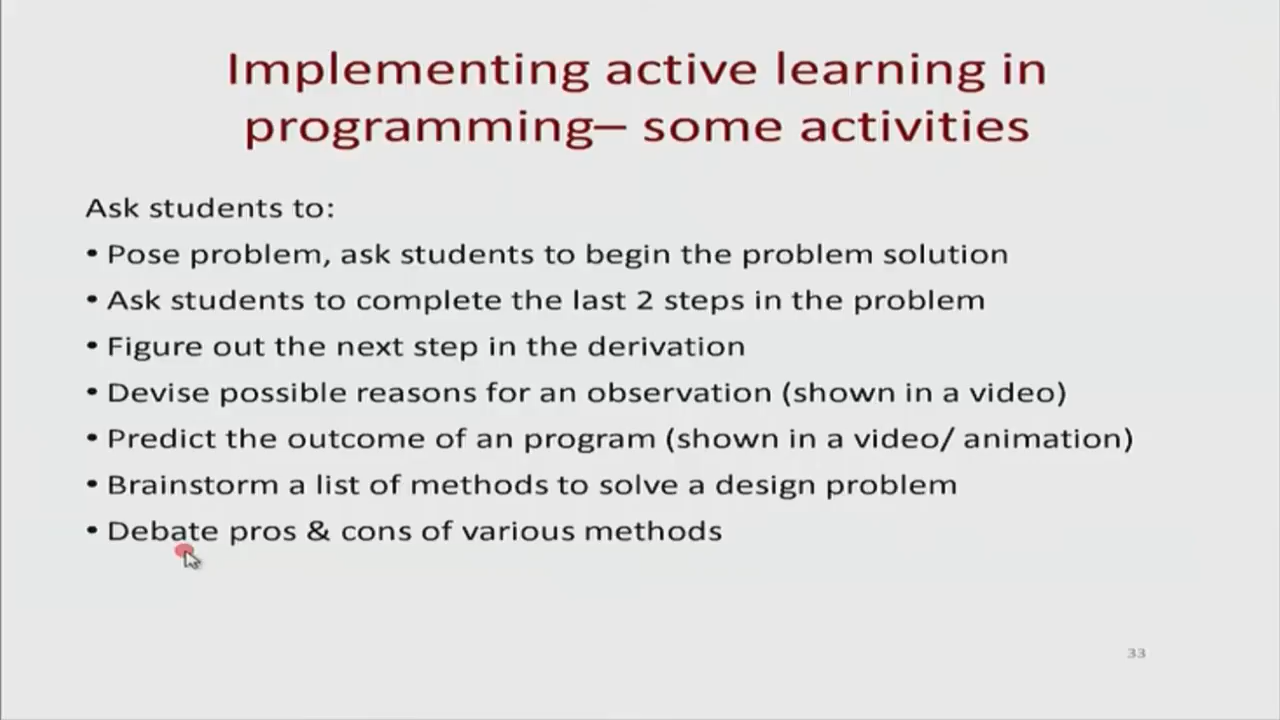 Implementing active learning in
programming– some activities
Ask students to:
• Pose problem, ask students to begin the problem solution
• Ask students to complete the last 2 steps in the problem
• Figure out the next step in the derivation
• Devise possible reasons for an observation (shown in a video)
• Predict the outcome of an program (shown in a video/ animation)
• Brainstorm a list of methods to solve a design problem
• Debate pros & cons of various methods
33